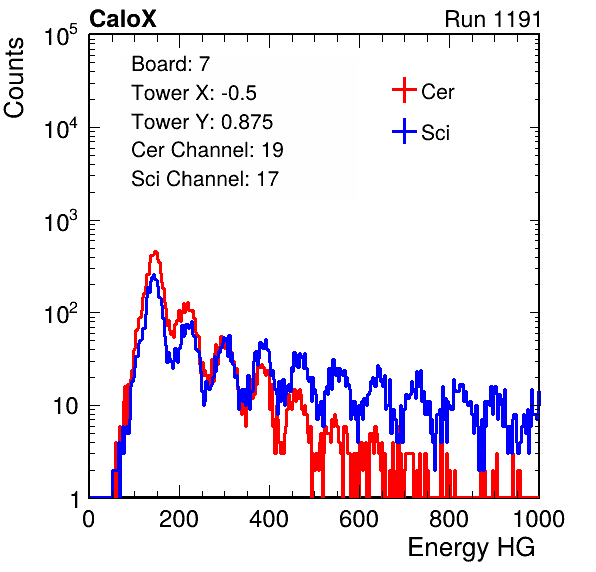 CaloX Run 1191
Counts
Board: 7
Tower X: -0.5
Tower Y: 0.875
Cer Channel: 19
Sci Channel: 17
Cer
Sci
10^5
10^4
10^3
10^2
10
1
0 200 400 600 800 1000
Energy HG